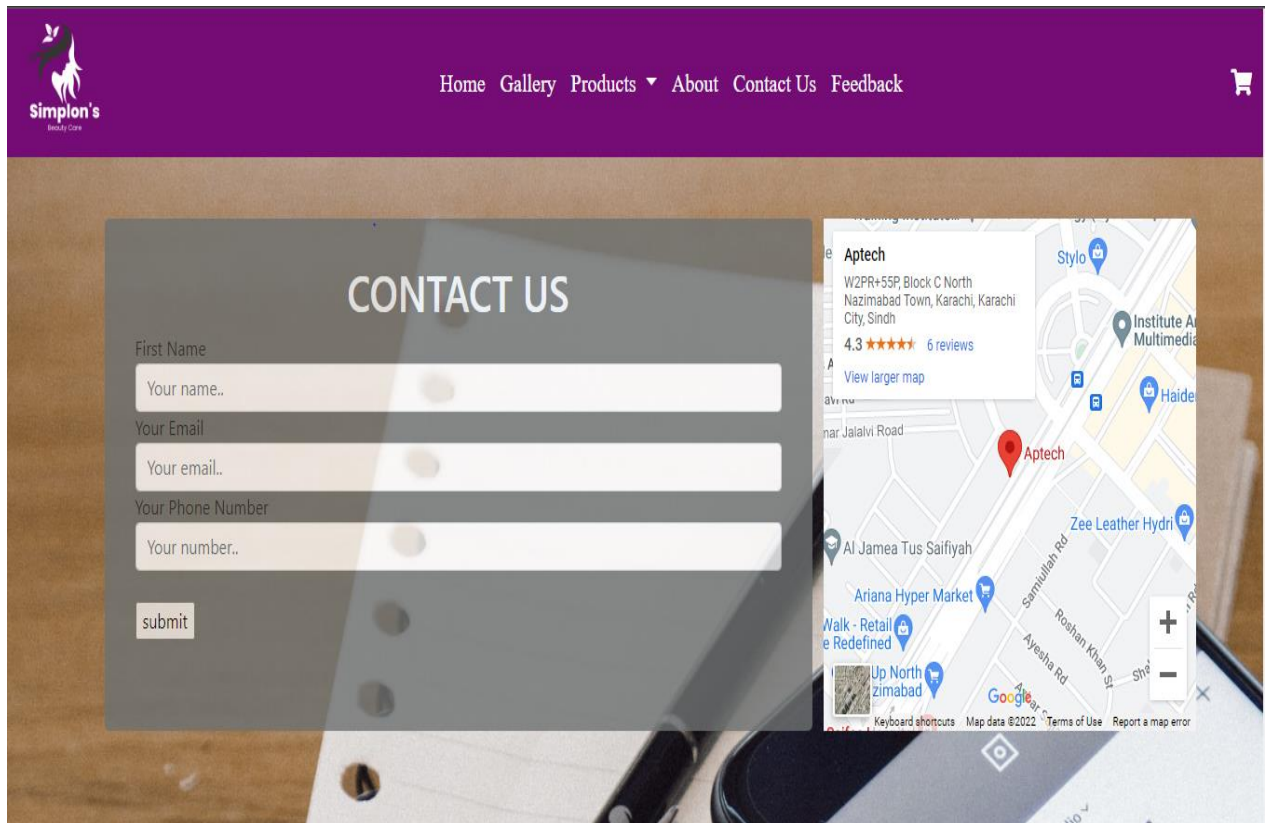 Simplon's
Beauty Care
Home Gallery Products About Contact Us Feedback
CONTACT US
First Name
Your name..
Your Email
Your email..
Your Phone Number
Your number..
submit
Aptech
W2PR+55P, Block C North
Nazimabad Town, Karachi, Karachi
City, Sindh
4.3 6 reviews
View larger map
Stylo
Institute
Multimedia
Haide
Jalalvi Road
Aptech
Zee Leather Hydri
Al Jamea Tus Saifiyah
Samiullah Rd
Ariana Hyper Market
Roshan Khan St
Walk - Retail
Redefined
Ayesha Rd
Up North
zimabad
Google
Keyboard shortcuts Map data ©2022 Terms of Use Report a map error